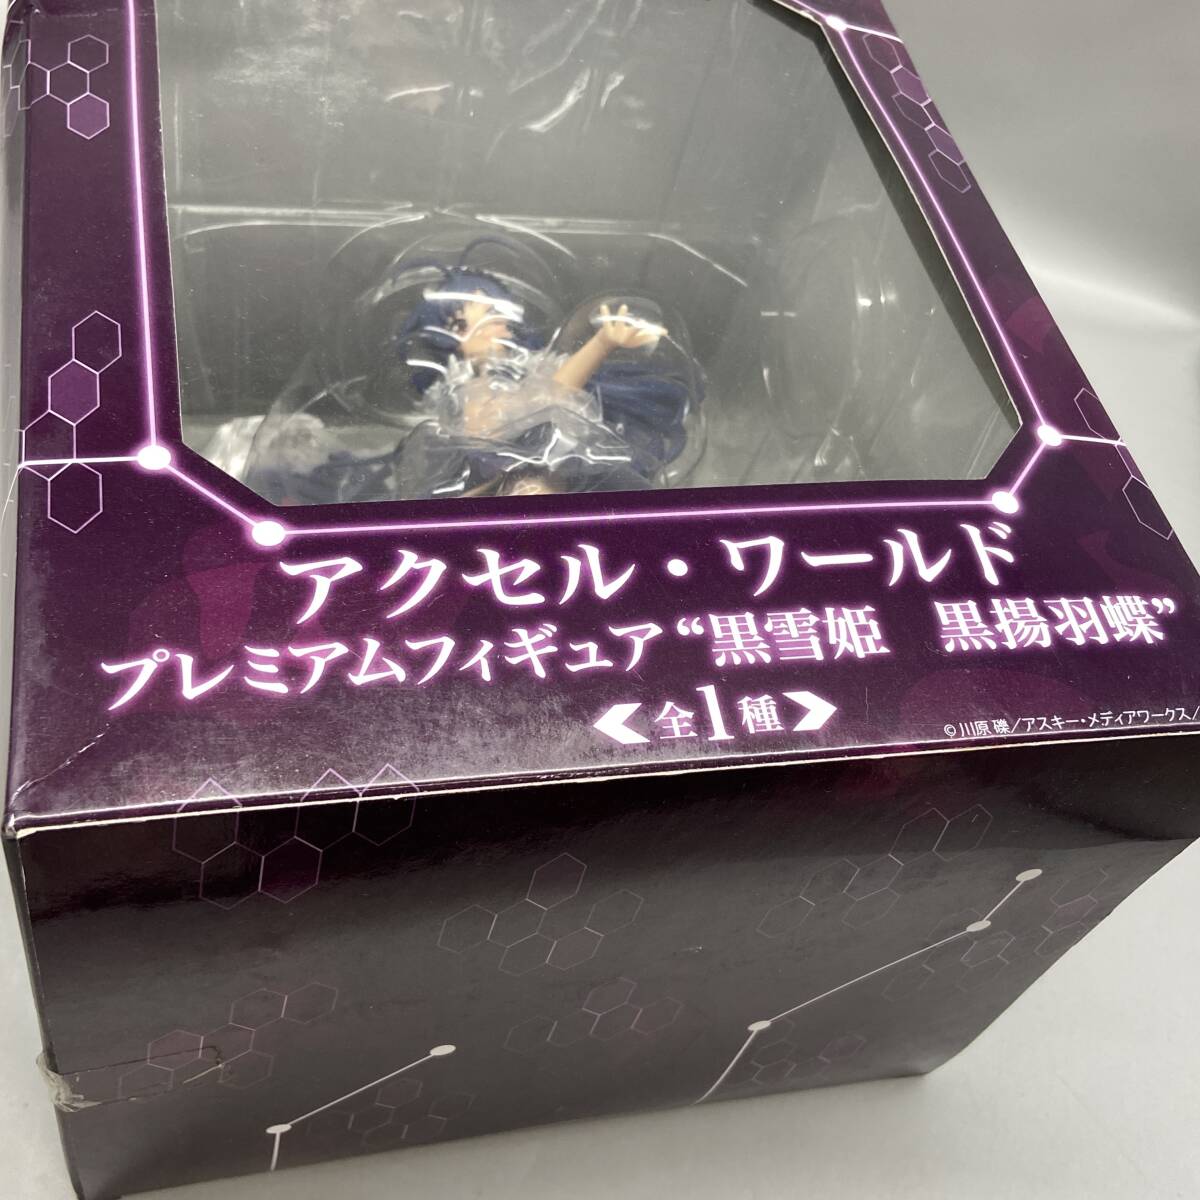 アクセル・ワールド
プレミアムフィギュア“黒雪姫　黒揚羽蝶”
＜全1種＞
©川原 礫/アスキー・メディアワークス/